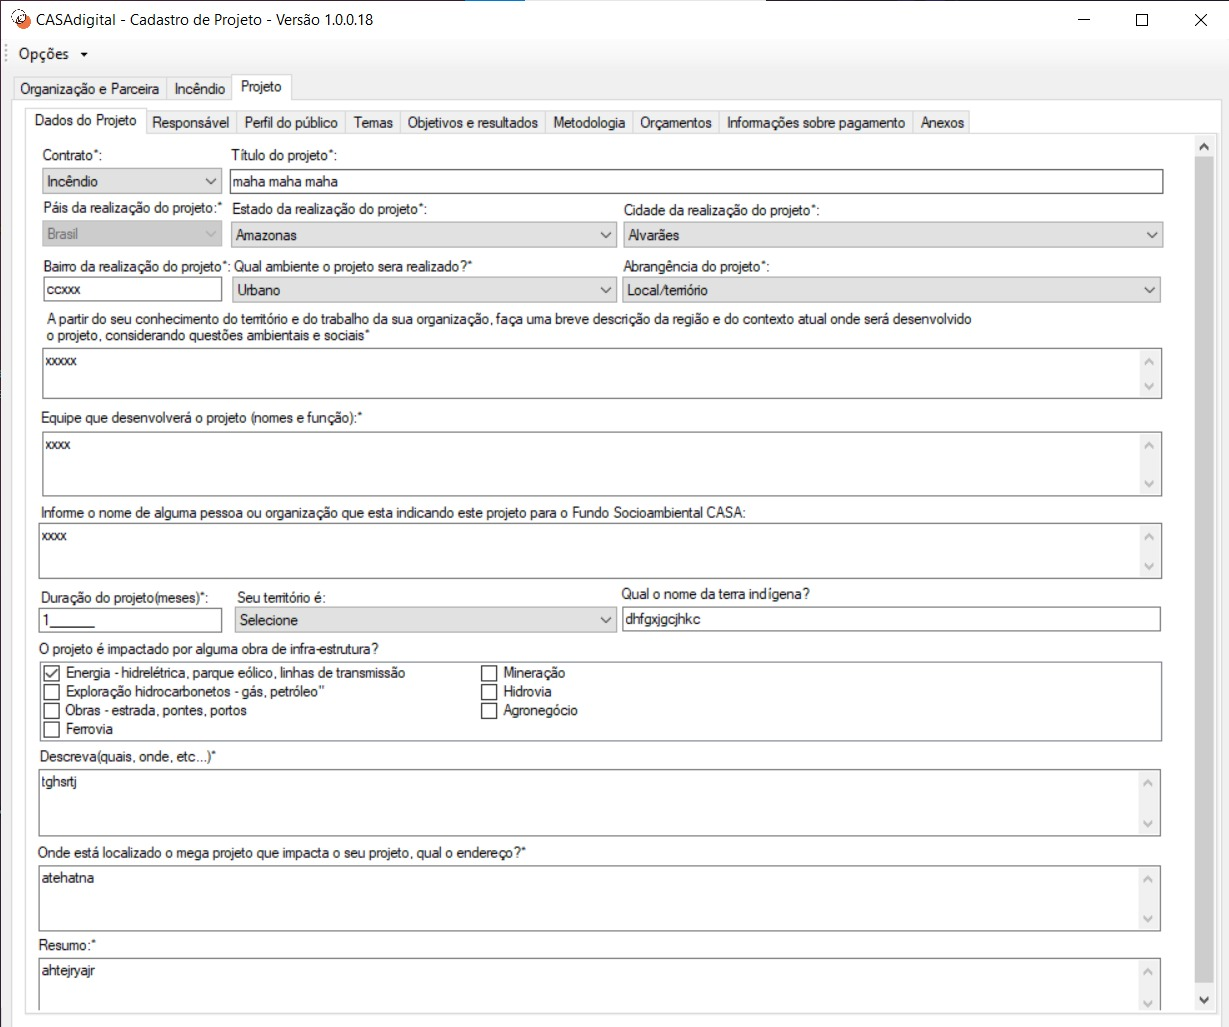 CASAdigital - Cadastro de Projeto - Versão 1.0.0.18
Opções
Organização e Parceira Incêndio Projeto
Dados do Projeto Responsável Perfil do público Temas Objetivos e resultados Metodologia Orçamentos Informações sobre pagamento Anexos
Contrato*: Título do projeto*:
Incêndio maha maha maha
Páis da realização do projeto:* Estado da realização do projeto*: Cidade da realização do projeto*:
Brasil Amazonas Alvarães
Bairro da realização do projeto*: Qual ambiente o projeto sera realizado?* Abrangência do projeto*:
ccxxx Urbano Local/território
A partir do seu conhecimento do território e do trabalho da sua organização, faça uma breve descrição da região e do contexto atual onde será desenvolvido
o projeto, considerando questões ambientais e sociais*
xxxxx
Equipe que desenvolverá o projeto (nomes e função):*
xxxx
Informe o nome de alguma pessoa ou organização que esta indicando este projeto para o Fundo Socioambiental CASA:
xxxx
Duração do projeto(meses)*: Seu território é: Qual o nome da terra indígena?
1______ Selecione dhfgxjgcjhkc
O projeto é impactado por alguma obra de infra-estrutura?
Energia - hidrelétrica, parque eólico, linhas de transmissão Mineração
Exploração hidrocarbonetos - gás, petróleo" Hidrovia
Obras - estrada, pontes, portos Agronegócio
Ferrovia
Descreva(quais, onde, etc...)*
tghsrtj
Onde está localizado o mega projeto que impacta o seu projeto, qual o endereço?*
atehatna
Resumo:*
ahtejryajr